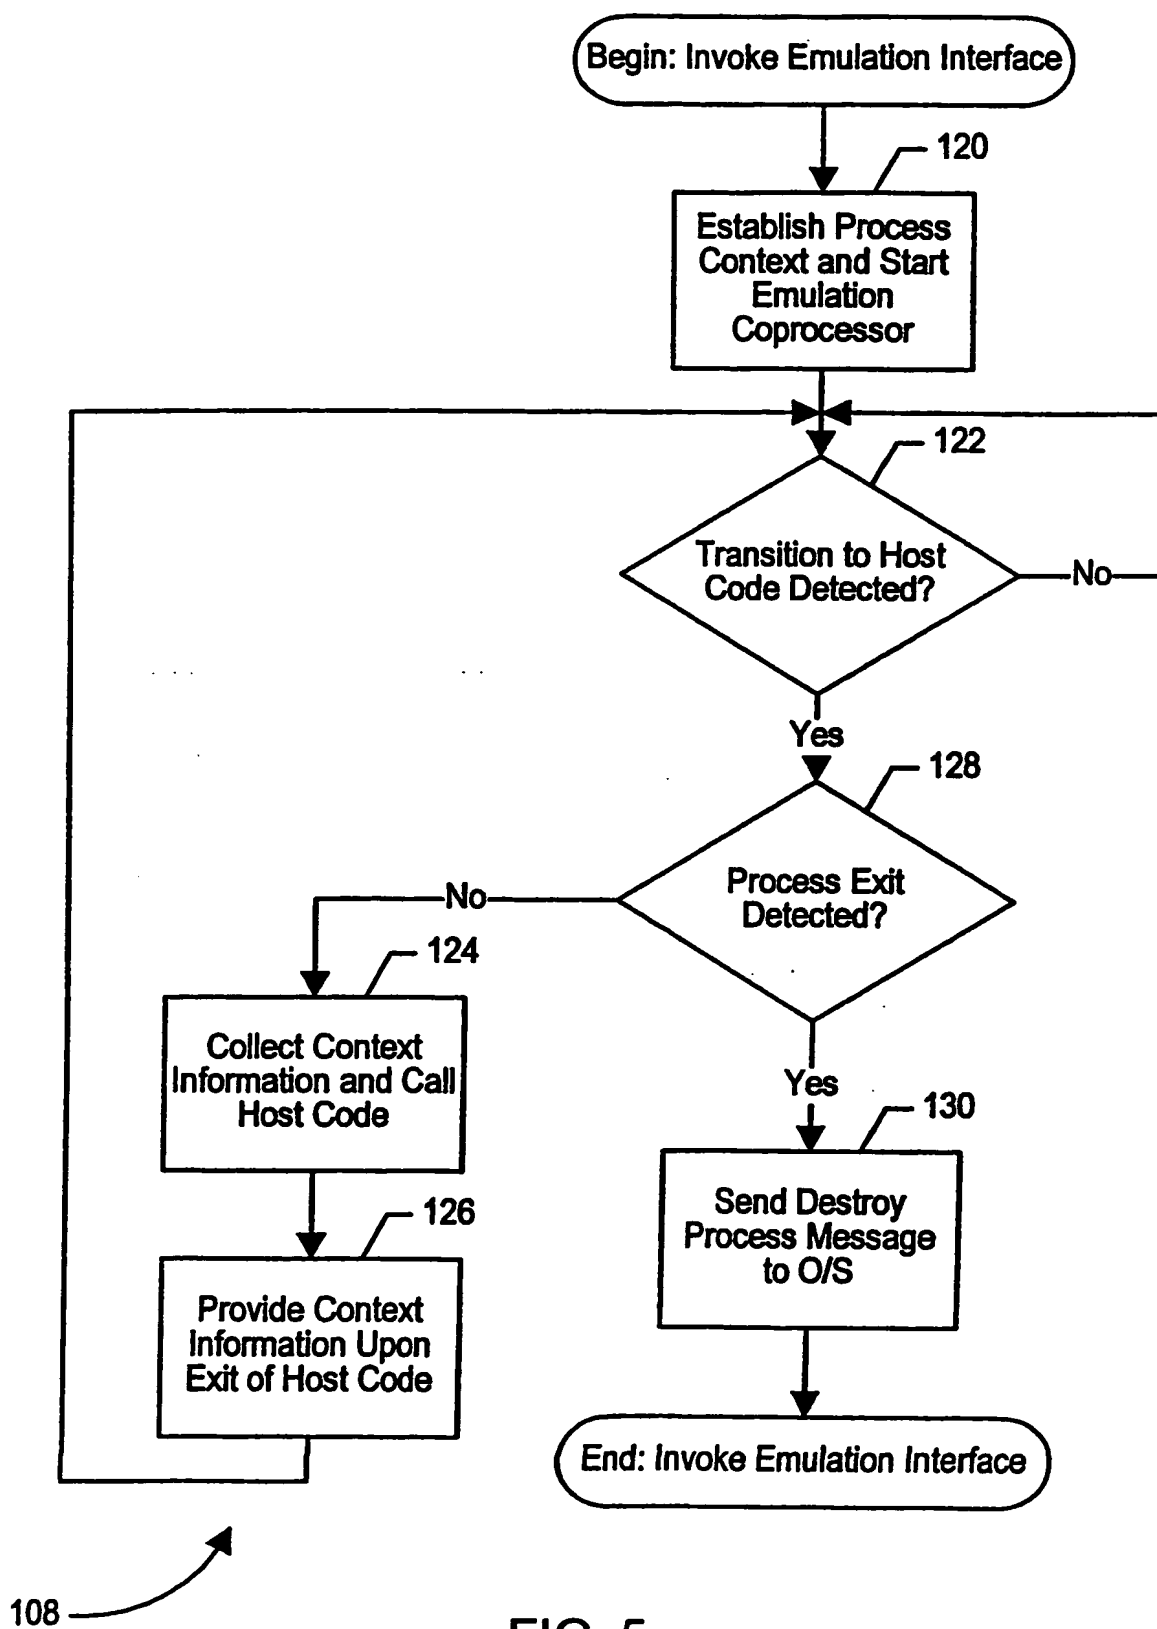 Begin: Invoke Emulation Interface
120
Establish Process
Context and Start
Emulation
Coprocessor
122
Transition to Host
Code Detected?
No
Yes
128
Process Exit
Detected?
No
124
Collect Context
Information and Call
Host Code
Yes
130
Send Destroy
Process Message
to O/S
126
Provide Context
Information Upon
Exit of Host Code
End: Invoke Emulation Interface
108
FIG. 5